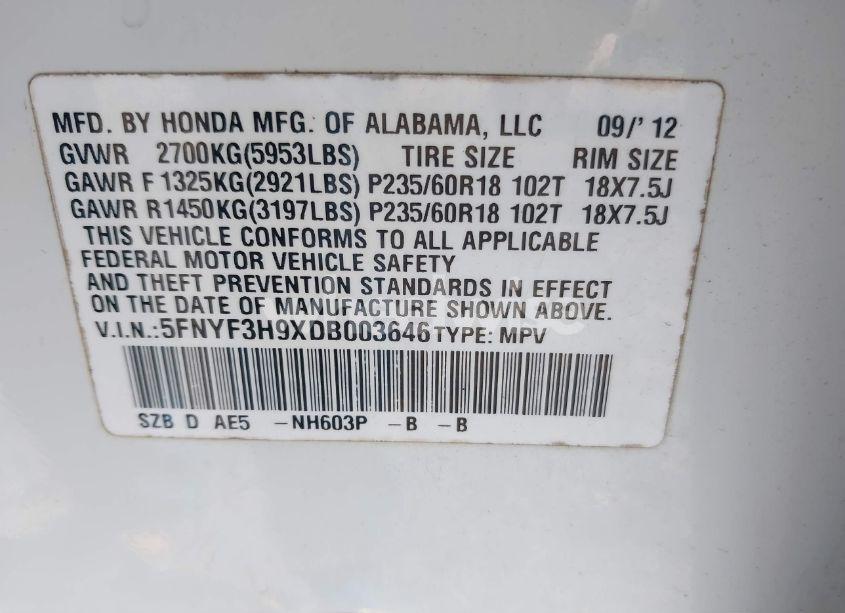 MFD. BY HONDA MFG. OF ALABAMA, LLC 09/' 12
GVWR 2700KG(5953LBS) TIRE SIZE RIM SIZE
GAWR F 1325KG(2921LBS) P235/60R18 102T 18X7.5J
GAWR R1450KG(3197LBS) P235/60R18 102T 18X7.5J
THIS VEHICLE CONFORMS TO ALL APPLICABLE
FEDERAL MOTOR VEHICLE SAFETY
AND THEFT PREVENTION STANDARDS IN EFFECT
ON THE DATE OF MANUFACTURE SHOWN ABOVE.
V.I.N.:5FNYF3H9XDB003646 TYPE: MPV
SZB D AE5 -NH603P -B -B